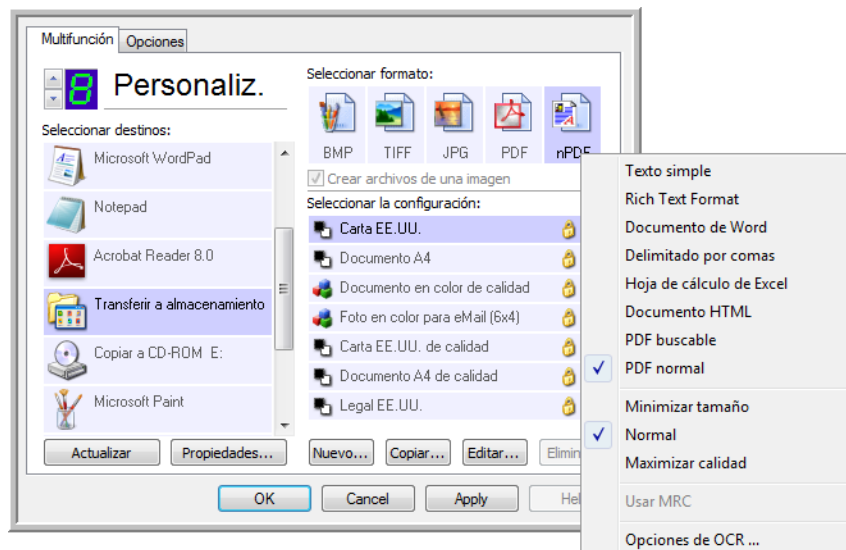 Multifunción
Opciones
8
Personaliz.
Seleccionar destinos:
Microsoft WordPad
Notepad
Acrobat Reader 8.0
Transferir a almacenamiento
Copiar a CD-ROM E:
Microsoft Paint
Actualizar
Propiedades...
Seleccionar formato:
BMP
TIFF
JPG
PDF
nPDF
Crear archivos de una imagen
Seleccionar la configuración:
Carta EE.UU.
Documento A4
Documento en color de calidad
Foto en color para eMail (6x4)
Carta EE.UU. de calidad
Documento A4 de calidad
Legal EE.UU.
Nuevo...
Copiar...
Editar...
Elimin
OK
Cancel
Apply
Hel
Texto simple
Rich Text Format
Documento de Word
Delimitado por comas
Hoja de cálculo de Excel
Documento HTML
PDF buscable
PDF normal
Minimizar tamaño
Normal
Maximizar calidad
Usar MRC
Opciones de OCR ...